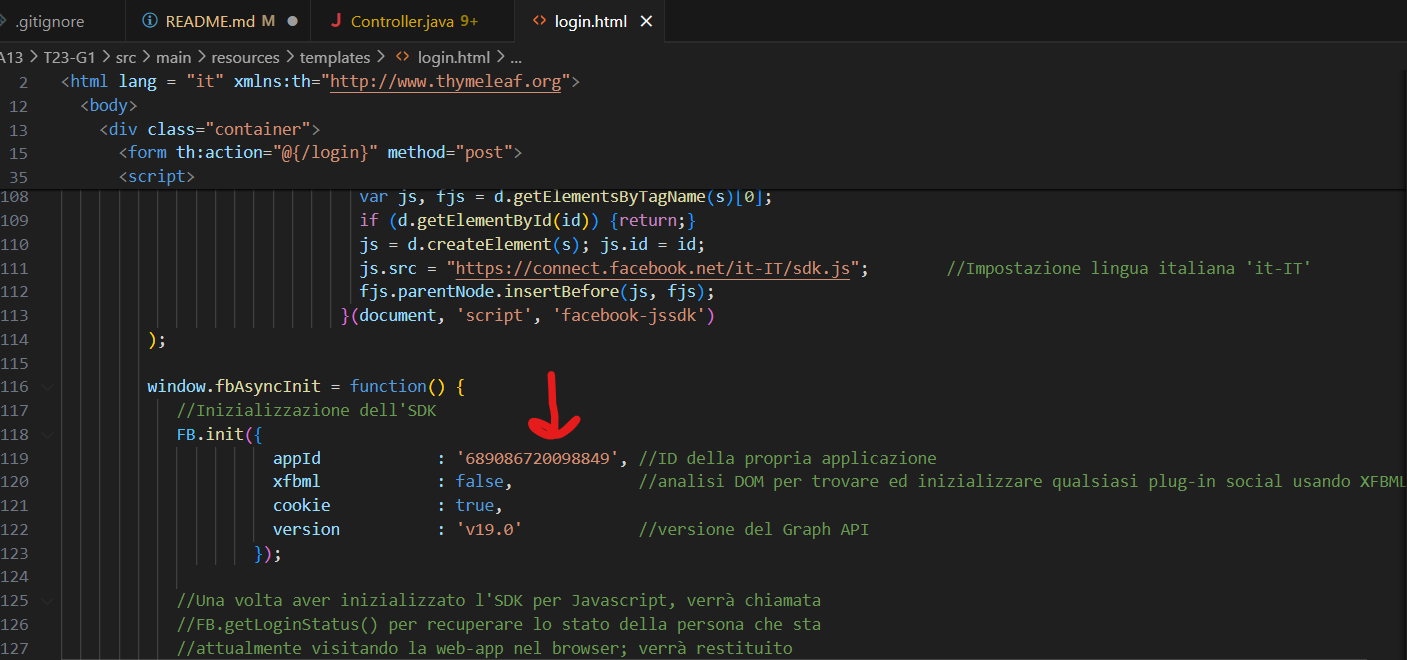 .gitignore README.md M Controller.java 9+ login.html
A13 > T23-G1 > src > main > resources > templates > login.html > ...
2 <html lang = "it" xmlns:th="http://www.thymeleaf.org">
12 <body>
13 <div class="container">
15 <form th:action="@{/login}" method="post">
35 <script>
108 var js, fjs = d.getElementsByTagName(s)[0];
109 if (d.getElementById(id)) {return;}
110 js = d.createElement(s); js.id = id;
111 js.src = "https://connect.facebook.net/it-IT/sdk.js"; //Impostazione lingua italiana 'it-IT'
112 fjs.parentNode.insertBefore(js, fjs);
113 }(document, 'script', 'facebook-jssdk')
114 );
115
116 window.fbAsyncInit = function() {
117 //Inizializzazione dell'SDK
118 FB.init({
119 appId : '689086720098849', //ID della propria applicazione
120 xfbml : false, //analisi DOM per trovare ed inizializzare qualsiasi plug-in social usando XFBML
121 cookie : true,
122 version : 'v19.0' //versione del Graph API
123 });
124
125 //Una volta aver inizializzato l'SDK per Javascript, verrà chiamata
126 //FB.getLoginStatus() per recuperare lo stato della persona che sta
127 //attualmente visitando la web-app nel browser; verrà restituito